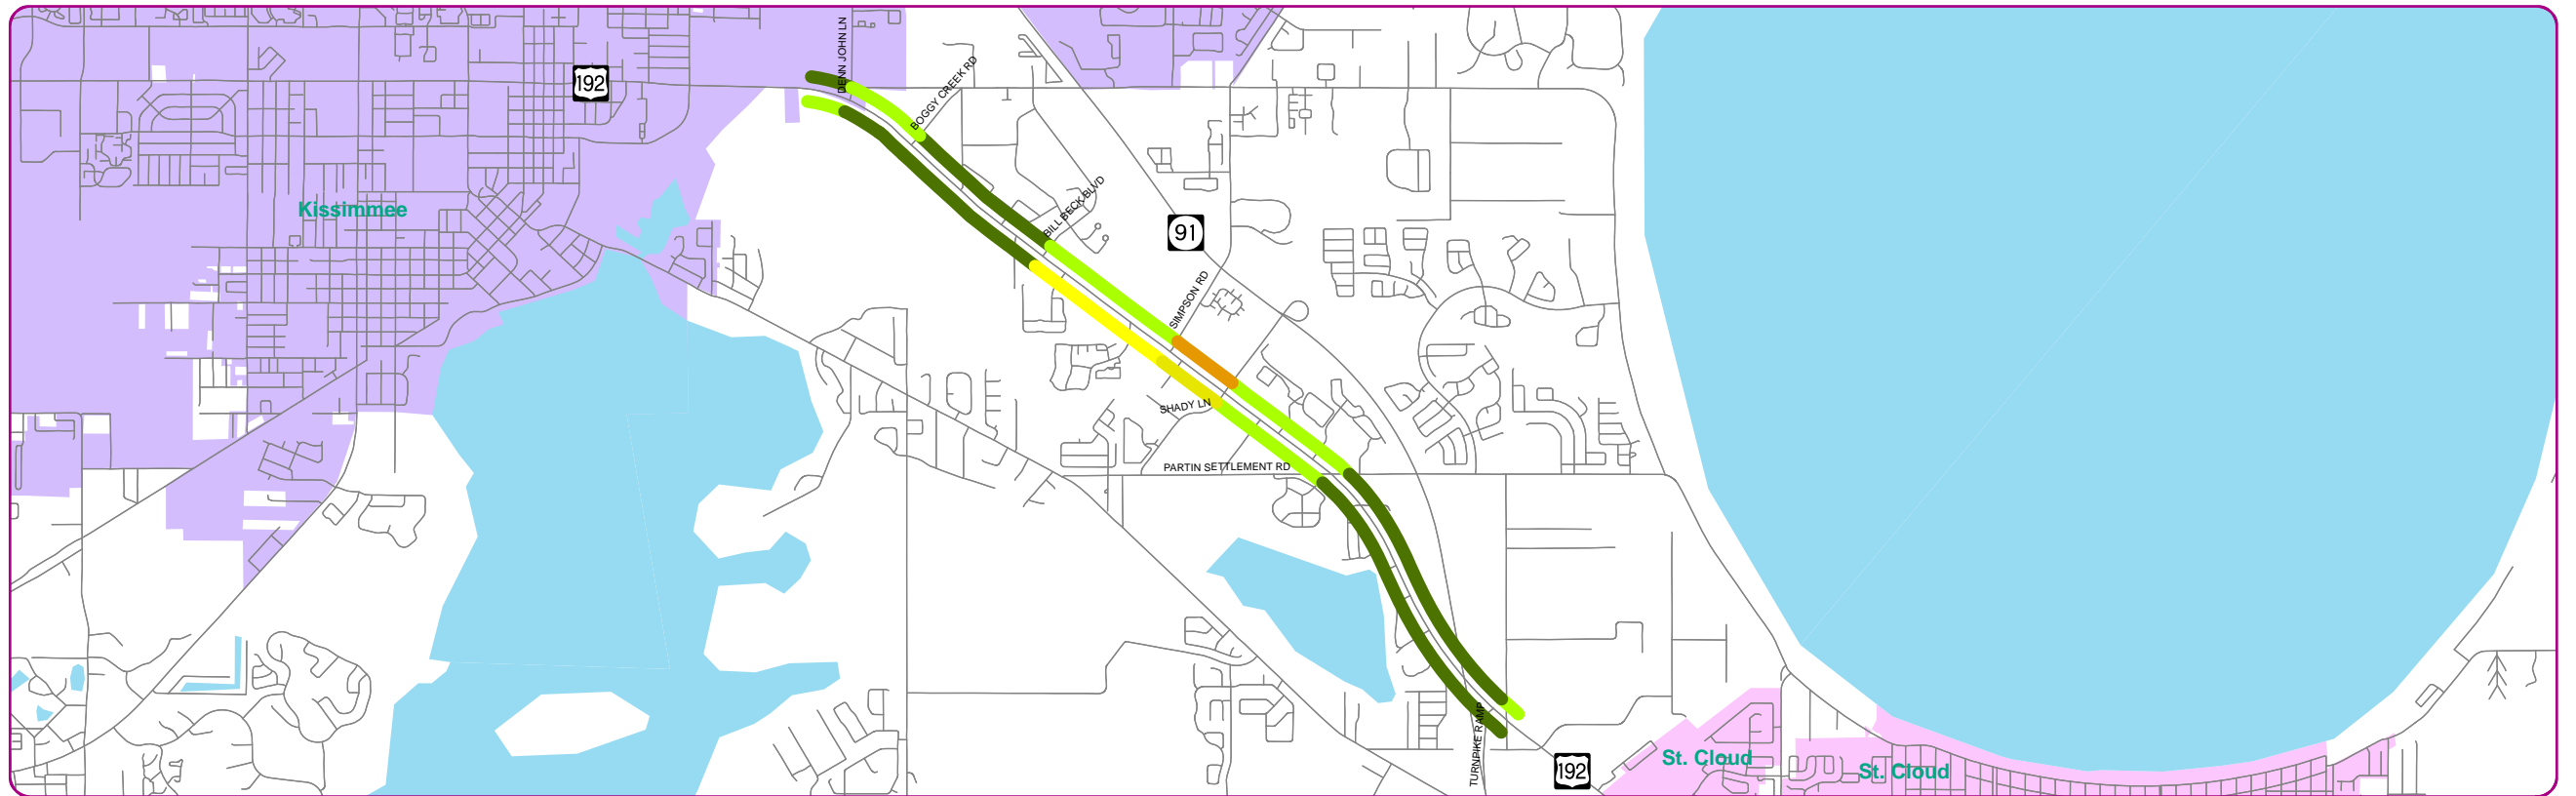 DENN JOHN LN
192
BOGGY CREEK RD
Kissimmee
BILL BECK BLVD
91
SIMPSON RD
SHADY LN
PARTIN SETTLEMENT RD
TURNPIKE RAMP
St. Cloud
St. Cloud
192